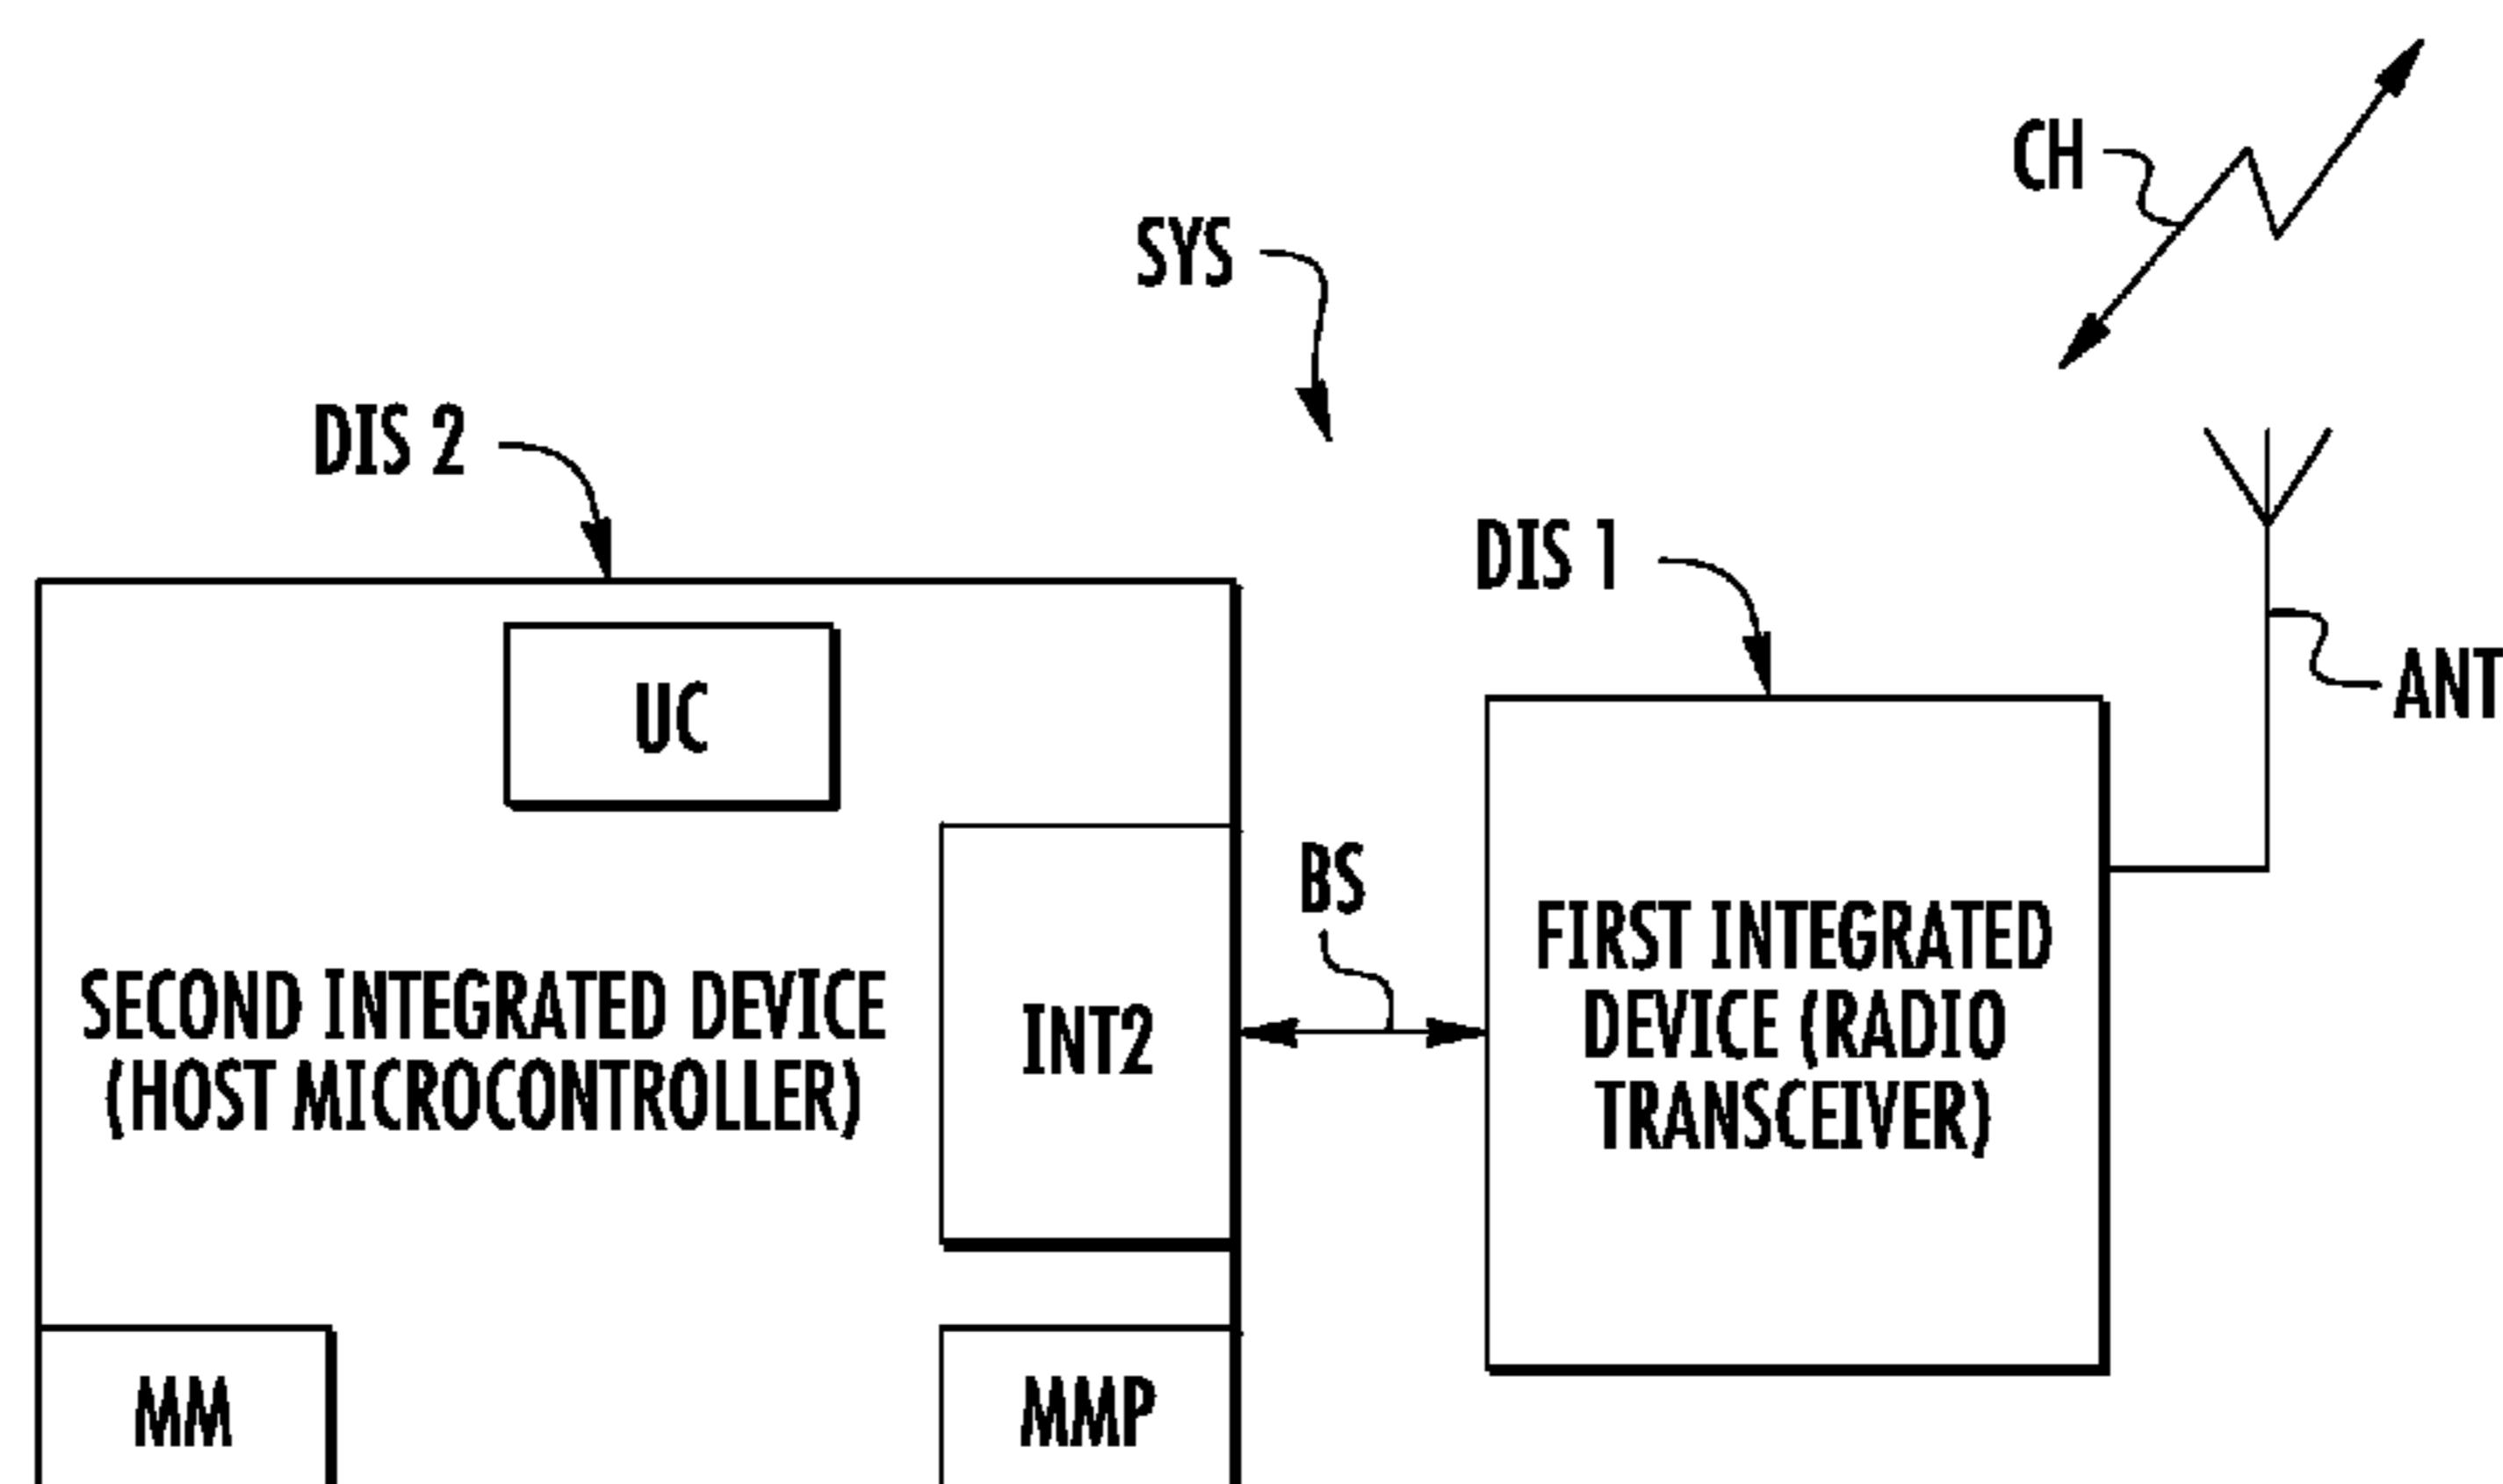 CH
SYS
DIS 2
DIS 1
UC
ANT
BS
FIRST INTEGRATED
DEVICE (RADIO
TRANSCEIVER)
SECOND INTEGRATED DEVICE
(HOST MICROCONTROLLER)
INT2
MM
MMP